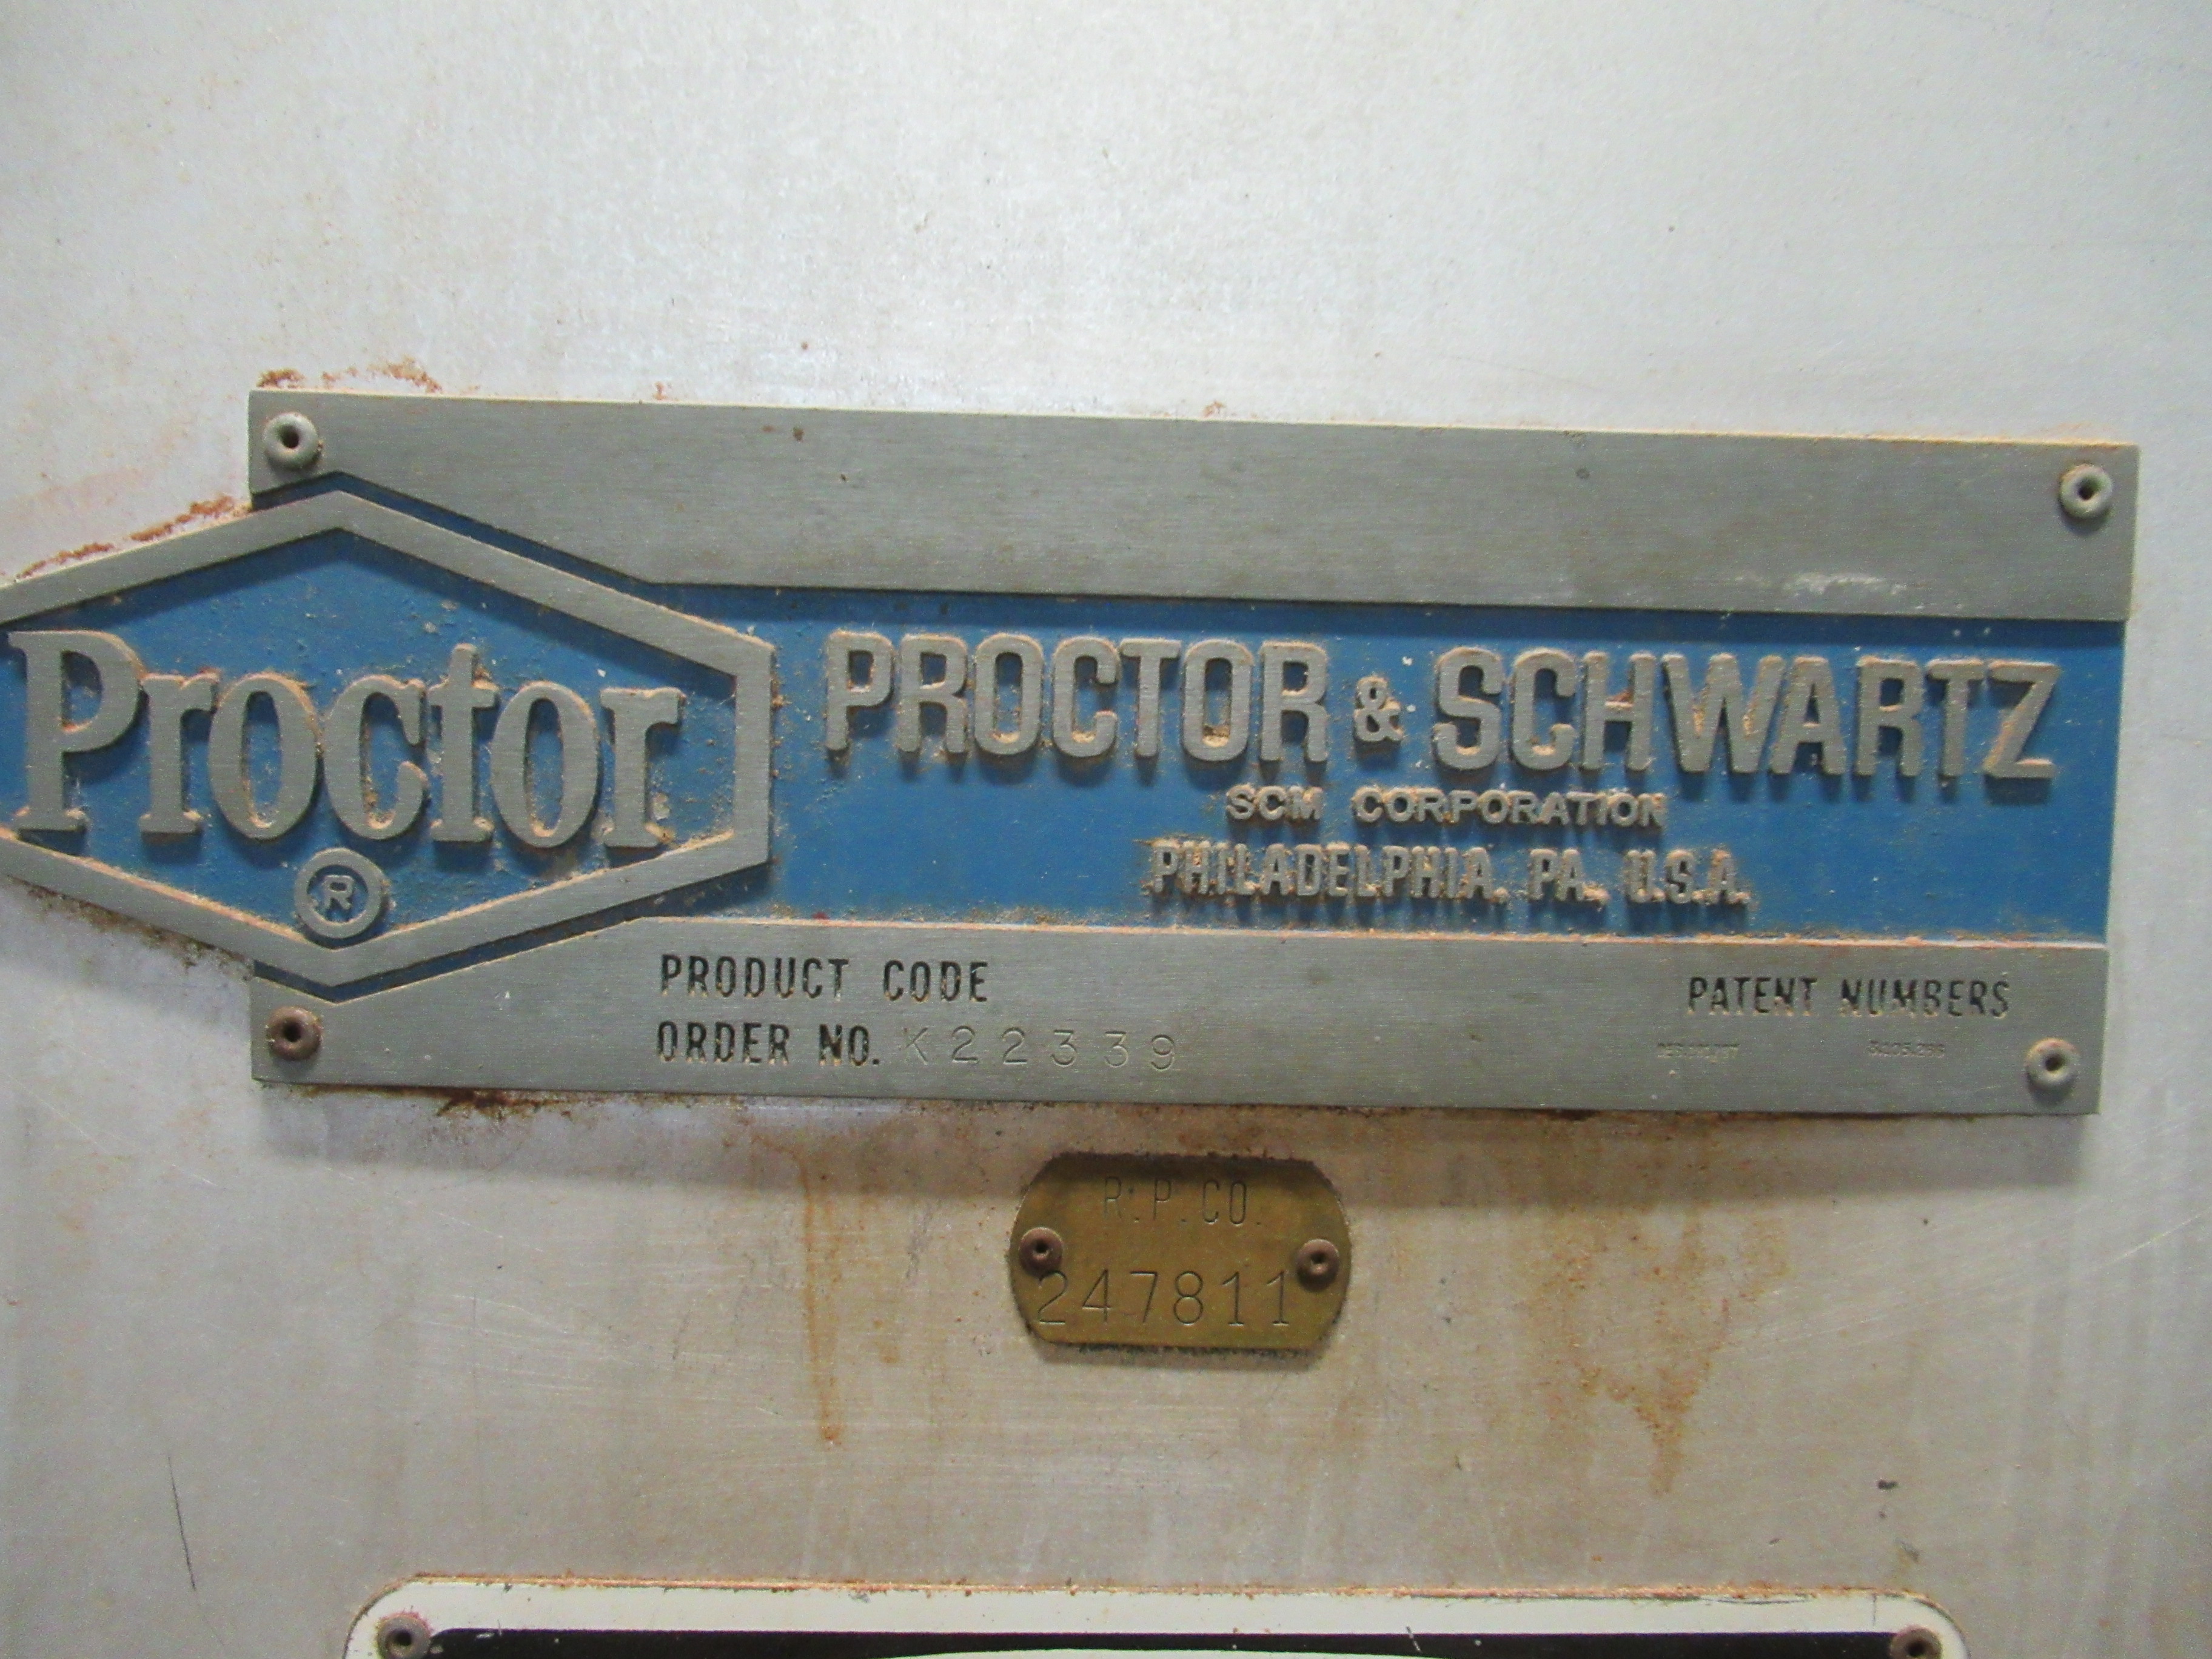 Proctor
®
PROCTOR & SCHWARTZ
SCM CORPORATION
PHILADELPHIA, PA., U.S.A.
PRODUCT CODE
ORDER NO. K22339
PATENT NUMBERS
R. P. CO.
247811